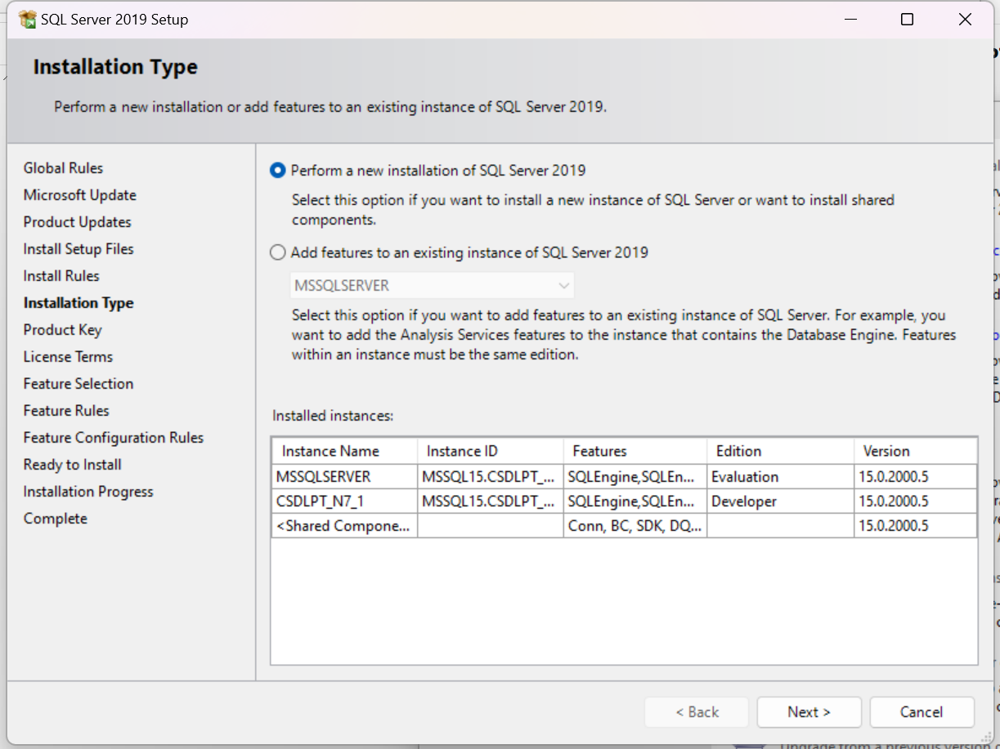 SQL Server 2019 Setup
Installation Type
Perform a new installation or add features to an existing instance of SQL Server 2019.
Global Rules
Microsoft Update
Product Updates
Install Setup Files
Install Rules
Installation Type
Product Key
License Terms
Feature Selection
Feature Rules
Feature Configuration Rules
Ready to Install
Installation Progress
Complete
Perform a new installation of SQL Server 2019
Select this option if you want to install a new instance of SQL Server or want to install shared
components.
Add features to an existing instance of SQL Server 2019
MSSQLSERVER
Select this option if you want to add features to an existing instance of SQL Server. For example, you
want to add the Analysis Services features to the instance that contains the Database Engine. Features
within an instance must be the same edition.
Installed instances:
Instance Name Instance ID Features Edition Version
MSSQLSERVER MSSQL15.CSDLPT_... SQLEngine,SQLEn... Evaluation 15.0.2000.5
CSDLPT_N7_1 MSSQL15.CSDLPT_... SQLEngine,SQLEn... Developer 15.0.2000.5
<Shared Compone... Conn, BC, SDK, DQ... 15.0.2000.5
< Back Next > Cancel
Upgrade from a previous version